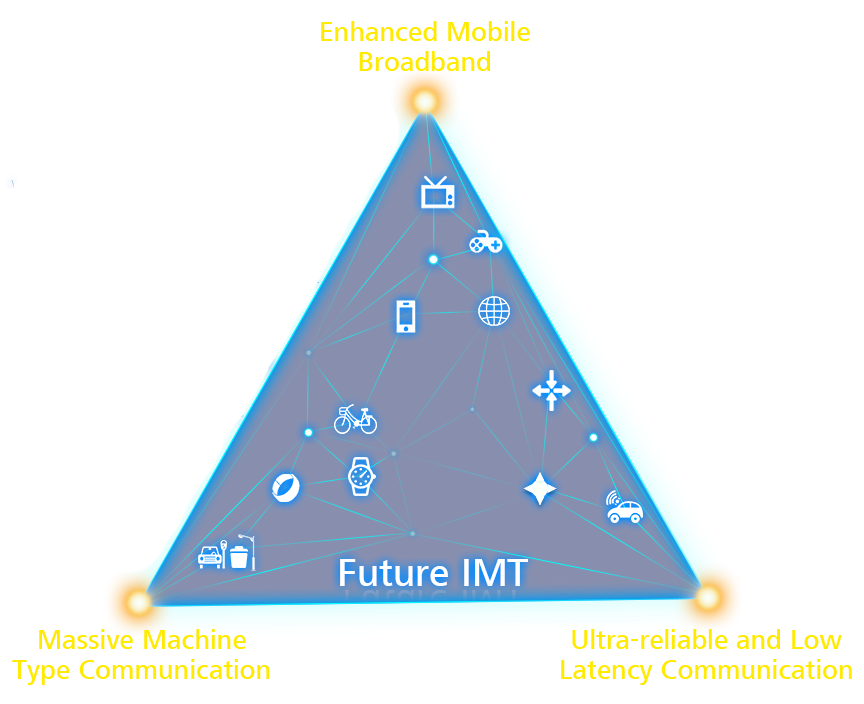 Enhanced Mobile
Broadband
Future IMT
Massive Machine
Type Communication
Ultra-reliable and Low
Latency Communication